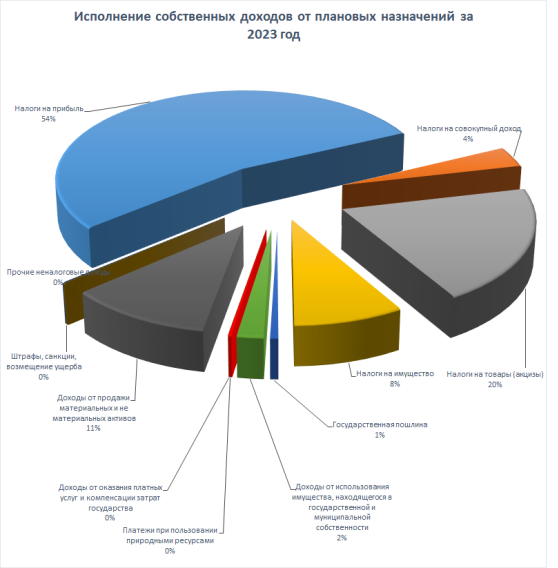 Исполнение собственных доходов от плановых назначений за
2023 год
Налоги на прибыль
54%
Налоги на совокупный доход
4%
Налоги на товары (акцизы)
20%
Налоги на имущество
8%
Государственная пошлина
1%
Доходы от использования
имущества, находящегося в
государственной и
муниципальной
собственности
2%
Платежи при пользовании
природными ресурсами
0%
Доходы от оказания платных
услуг и компенсации затрат
государства
0%
Доходы от продажи
материальных и не
материальных активов
11%
Штрафы, санкции,
возмещение ущерба
0%
Прочие неналоговые доходы
0%